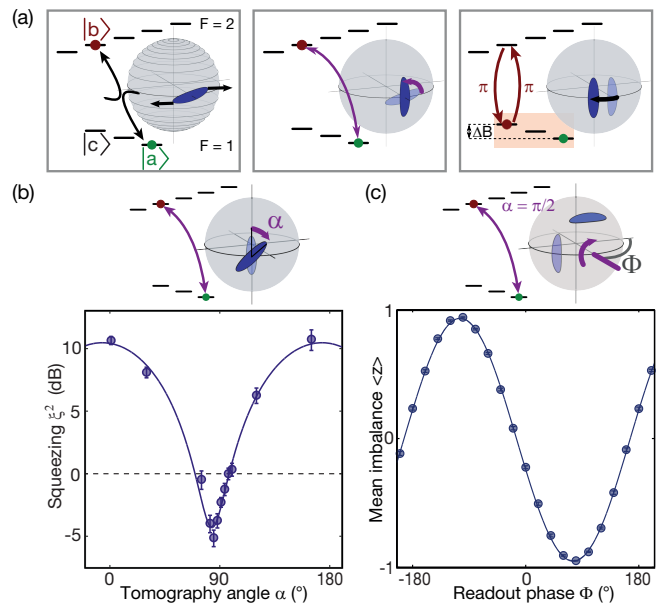 (a)
|b⟩
F = 2
|c⟩
|a⟩
F = 1
π
π
ΔB
(b)
α
(c)
α = π/2
Φ
Squeezing ξ² (dB)
10
5
0
-5
0
90
180
Tomography angle α (°)
Mean imbalance <z>
1
0
-1
-180
0
180
Readout phase Φ (°)